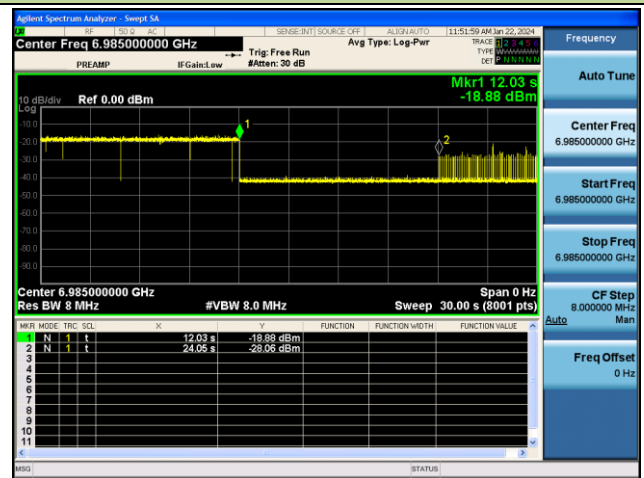 Agilent Spectrum Analyzer - Swept SA
RF 50 Ω AC SENSE:INT SOURCE OFF ALIGN AUTO 11:51:59 AM Jan 22, 2024
Center Freq 6.985000000 GHz Avg Type: Log-Pwr TRACE 1 2 3 4 5 6
Trig: Free Run TYPE
PREAMP IFGain:Low #Atten: 30 dB DET P N N N N N
Mkr1 12.03 s
-18.88 dBm
10 dB/div Ref 0.00 dBm
Log
-10.0
1
-20.0
2
-30.0
-40.0
-50.0
-60.0
-70.0
-80.0
-90.0
Center 6.985000000 GHz Span 0 Hz
Res BW 8 MHz #VBW 8.0 MHz Sweep 30.00 s (8001 pts)
MKR MODE TRC SCL X Y FUNCTION FUNCTION WIDTH FUNCTION VALUE
1 N 1 t 12.03 s -18.88 dBm
2 N 1 t 24.05 s -28.06 dBm
3
4
5
6
7
8
9
10
11
MSG STATUS
Frequency
Auto Tune
Center Freq
6.985000000 GHz
Start Freq
6.985000000 GHz
Stop Freq
6.985000000 GHz
CF Step
8.000000 MHz
Auto Man
Freq Offset
0 Hz